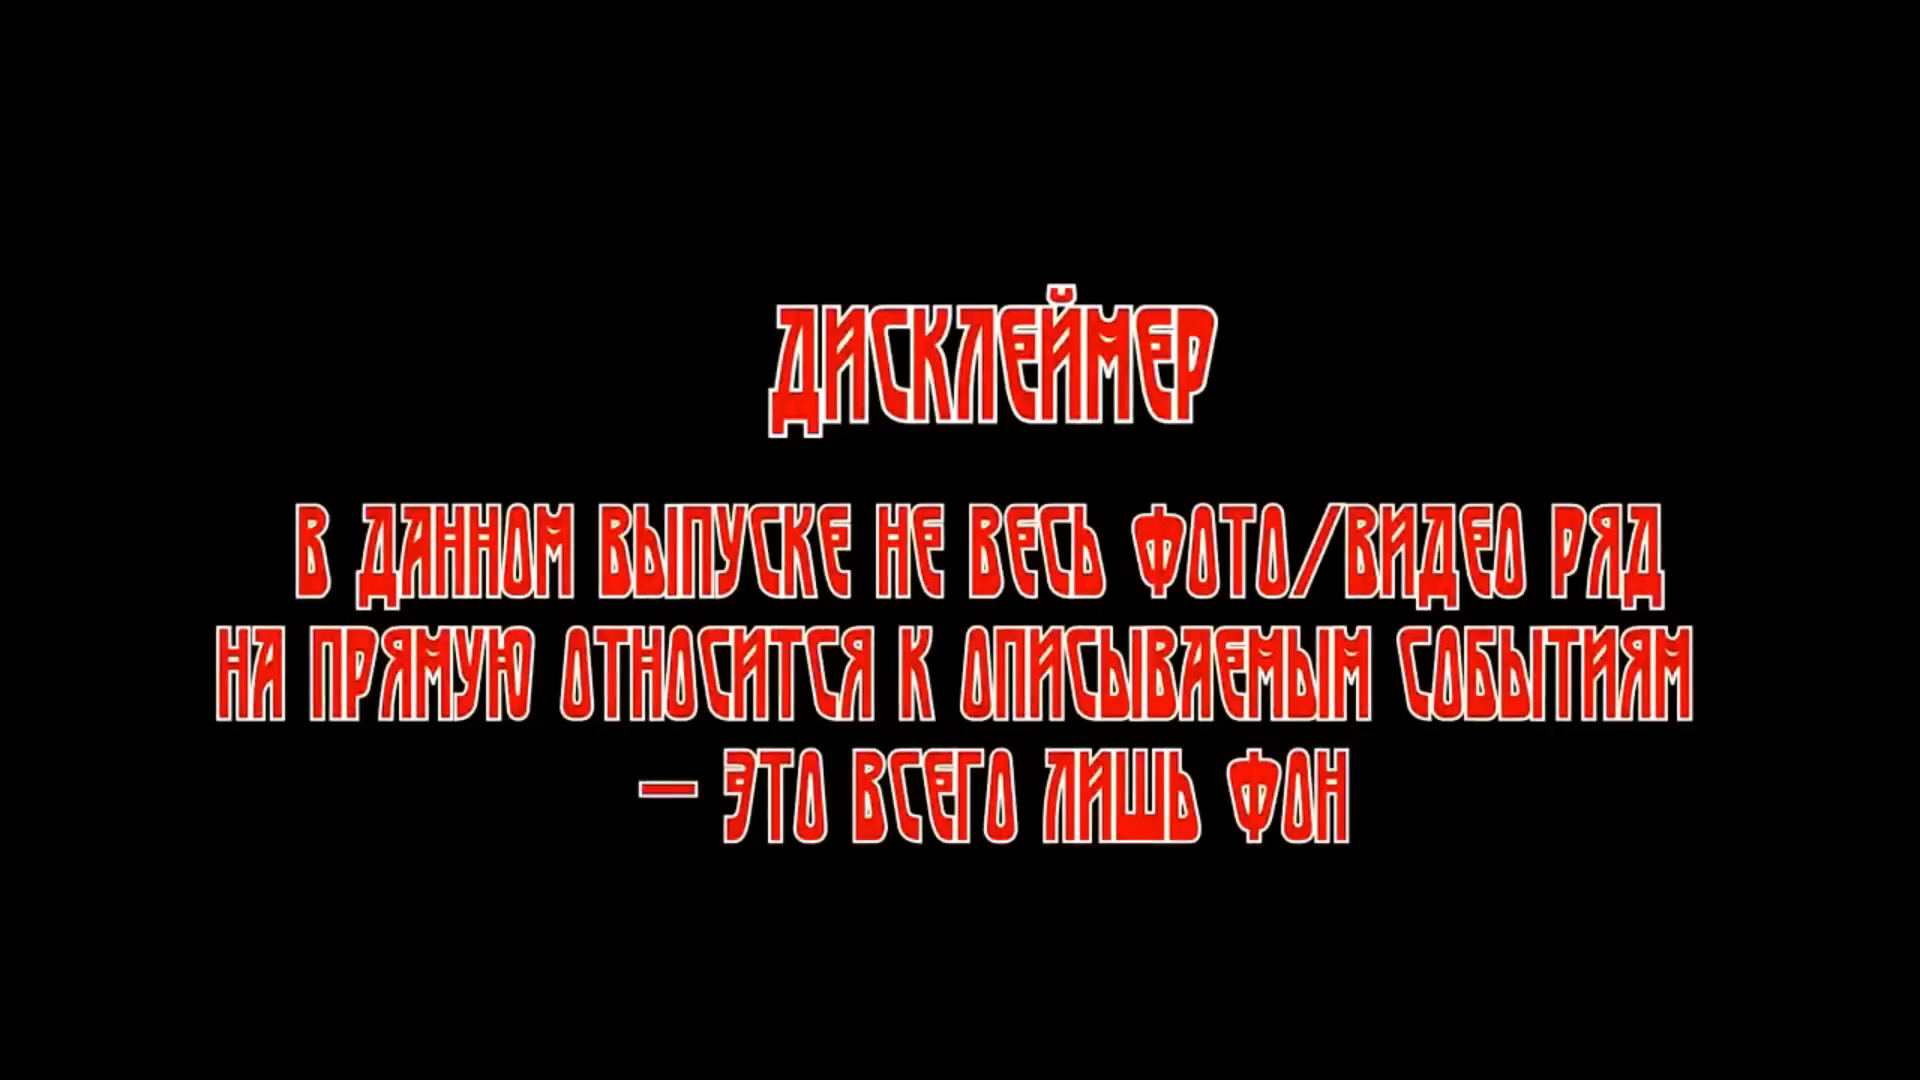 ДИСКЛЕЙМЕР
В ДАННОМ ВЫПУСКЕ НЕ ВЕСЬ ФОТО/ВИДЕО РЯД
НА ПРЯМУЮ ОТНОСИТСЯ К ОПИСЫВАЕМЫМ СОБЫТИЯМ
— ЭТО ВСЕГО ЛИШЬ ФОН